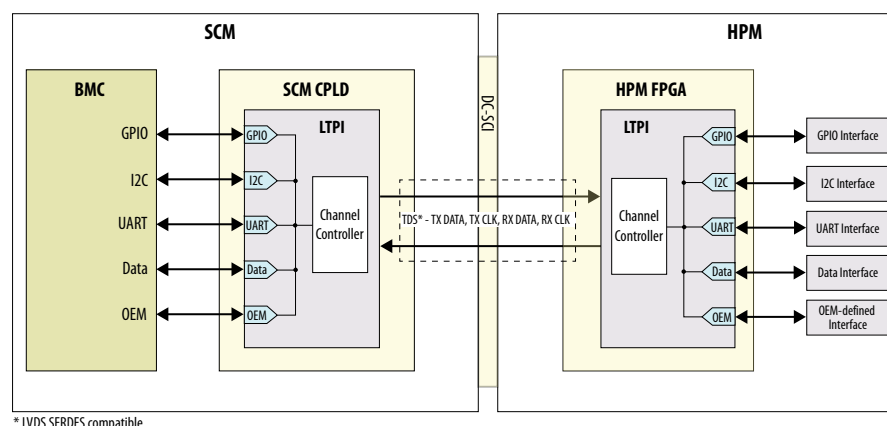 SCM
HPM
BMC
SCM CPLD
HPM FPGA
DC-SCI
LTPI
LTPI
GPIO
GPIO
GPIO
GPIO Interface
I2C
I2C
I2C
I2C Interface
Channel
Controller
TDS* - TX DATA, TX CLK, RX DATA, RX CLK
Channel
Controller
UART
UART
UART
UART Interface
Data
Data
Data
Data Interface
OEM
OEM
OEM
OEM-defined
Interface
* LVDS SERDES compatible